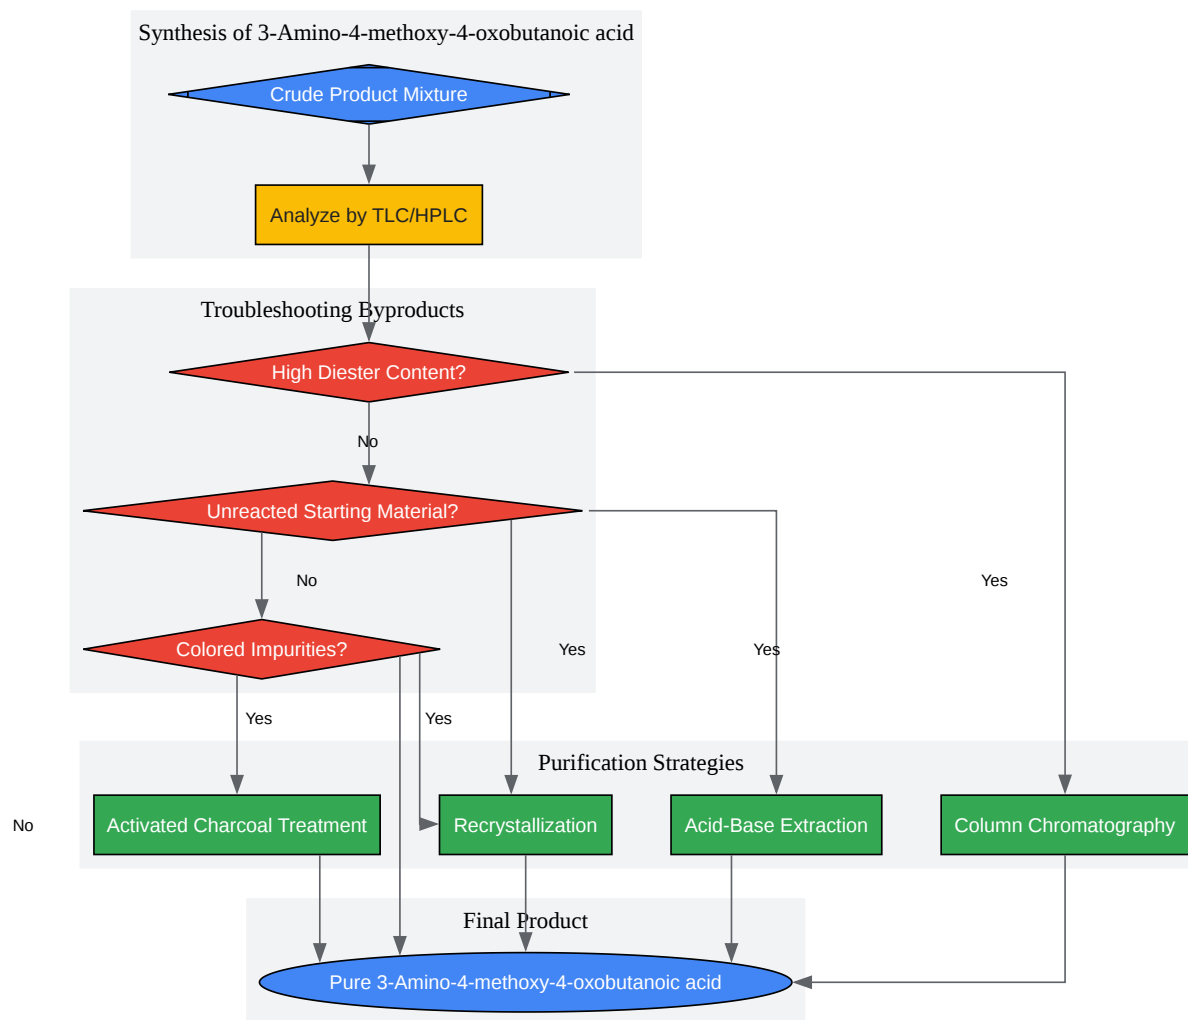 Synthesis of 3-Amino-4-methoxy-4-oxobutanoic acid
Crude Product Mixture
Analyze by TLC/HPLC
Troubleshooting Byproducts
High Diester Content?
No
Unreacted Starting Material?
No
Yes
Colored Impurities?
Yes
Yes
Yes
Yes
Purification Strategies
No
Activated Charcoal Treatment
Recrystallization
Acid-Base Extraction
Column Chromatography
Final Product
Pure 3-Amino-4-methoxy-4-oxobutanoic acid